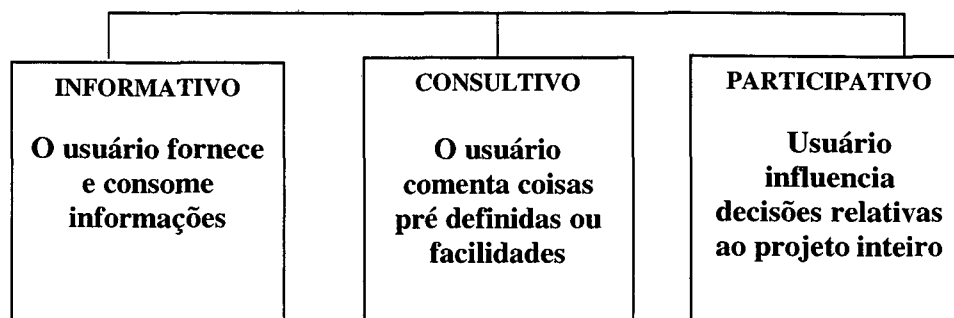 INFORMATIVO
O usuário fornece
e consome
informações
CONSULTIVO
O usuário
comenta coisas
pré definidas ou
facilidades
PARTICIPATIVO
Usuário
influencia
decisões relativas
ao projeto inteiro